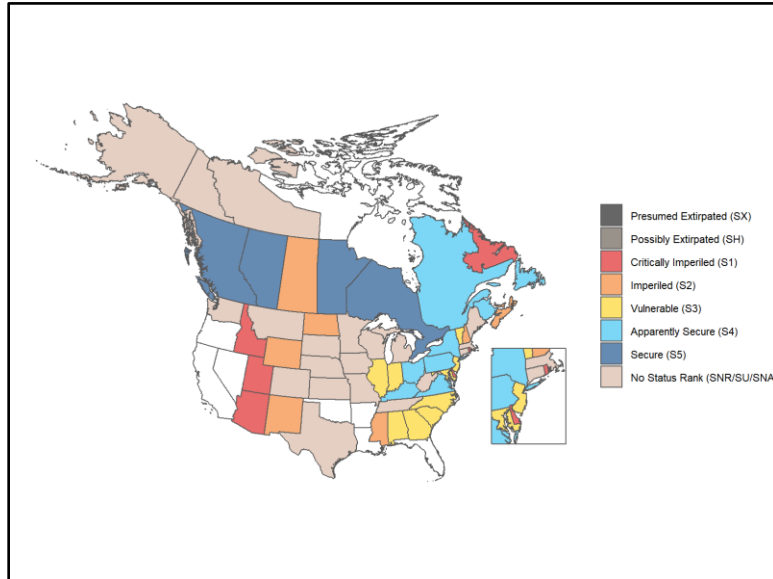 Presumed Extirpated (SX)
Possibly Extirpated (SH)
Critically Imperiled (S1)
Imperiled (S2)
Vulnerable (S3)
Apparently Secure (S4)
Secure (S5)
No Status Rank (SNR/SU/SNA)